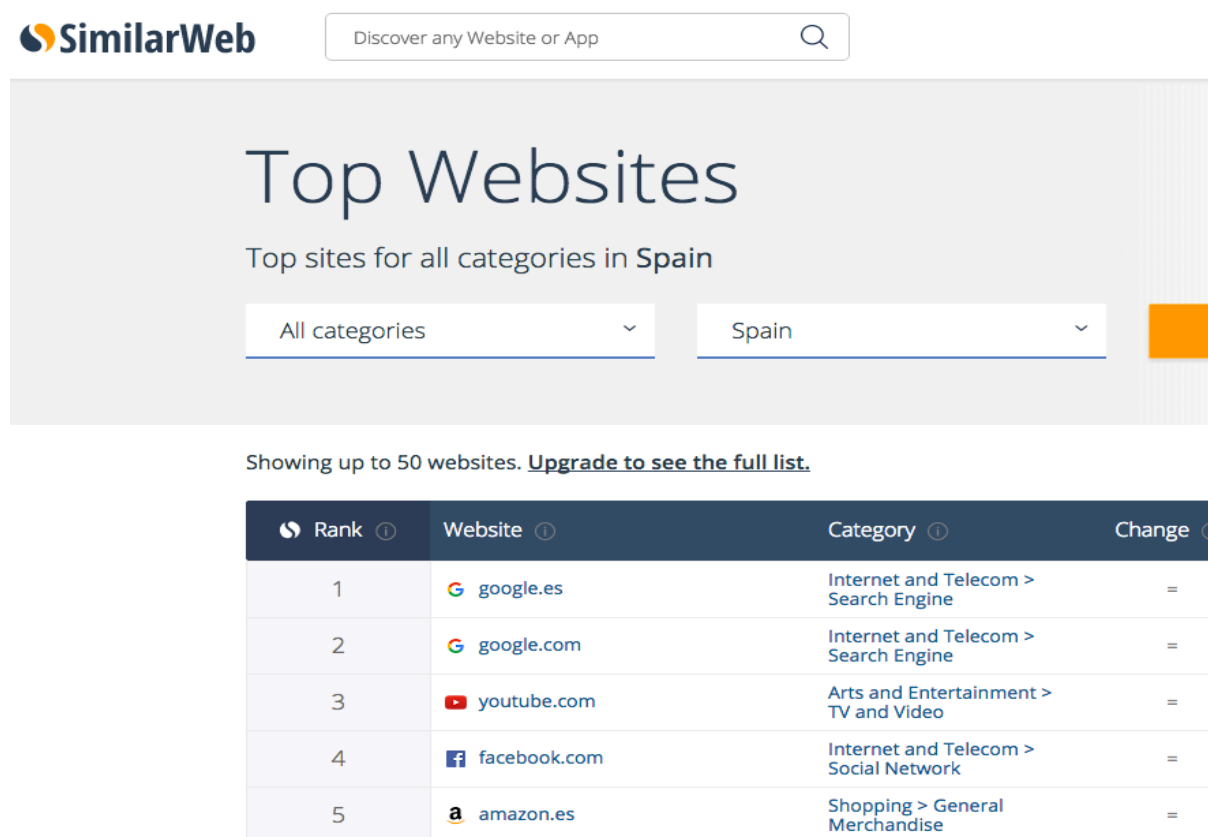 SimilarWeb
Discover any Website or App
Top Websites
Top sites for all categories in Spain
All categories
Spain
Showing up to 50 websites. Upgrade to see the full list.
Rank Website Category Change
1 google.es Internet and Telecom > Search Engine =
2 google.com Internet and Telecom > Search Engine =
3 youtube.com Arts and Entertainment > TV and Video =
4 facebook.com Internet and Telecom > Social Network =
5 amazon.es Shopping > General Merchandise =